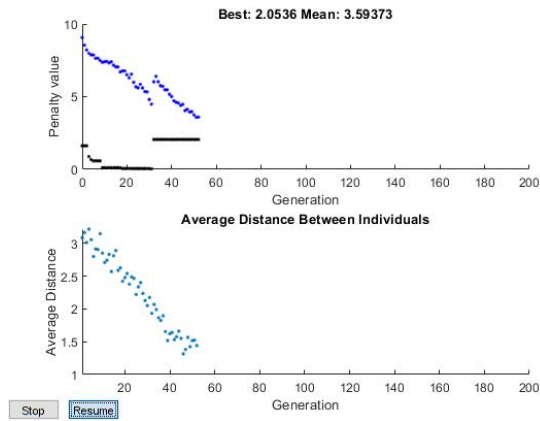 Best: 2.0536 Mean: 3.59373
10
5
0
Penalty value
0 20 40 60 80 100 120 140 160 180 200
Generation
Average Distance Between Individuals
3
2.5
2
1.5
1
Average Distance
20 40 60 80 100 120 140 160 180 200
Generation
Stop Resume